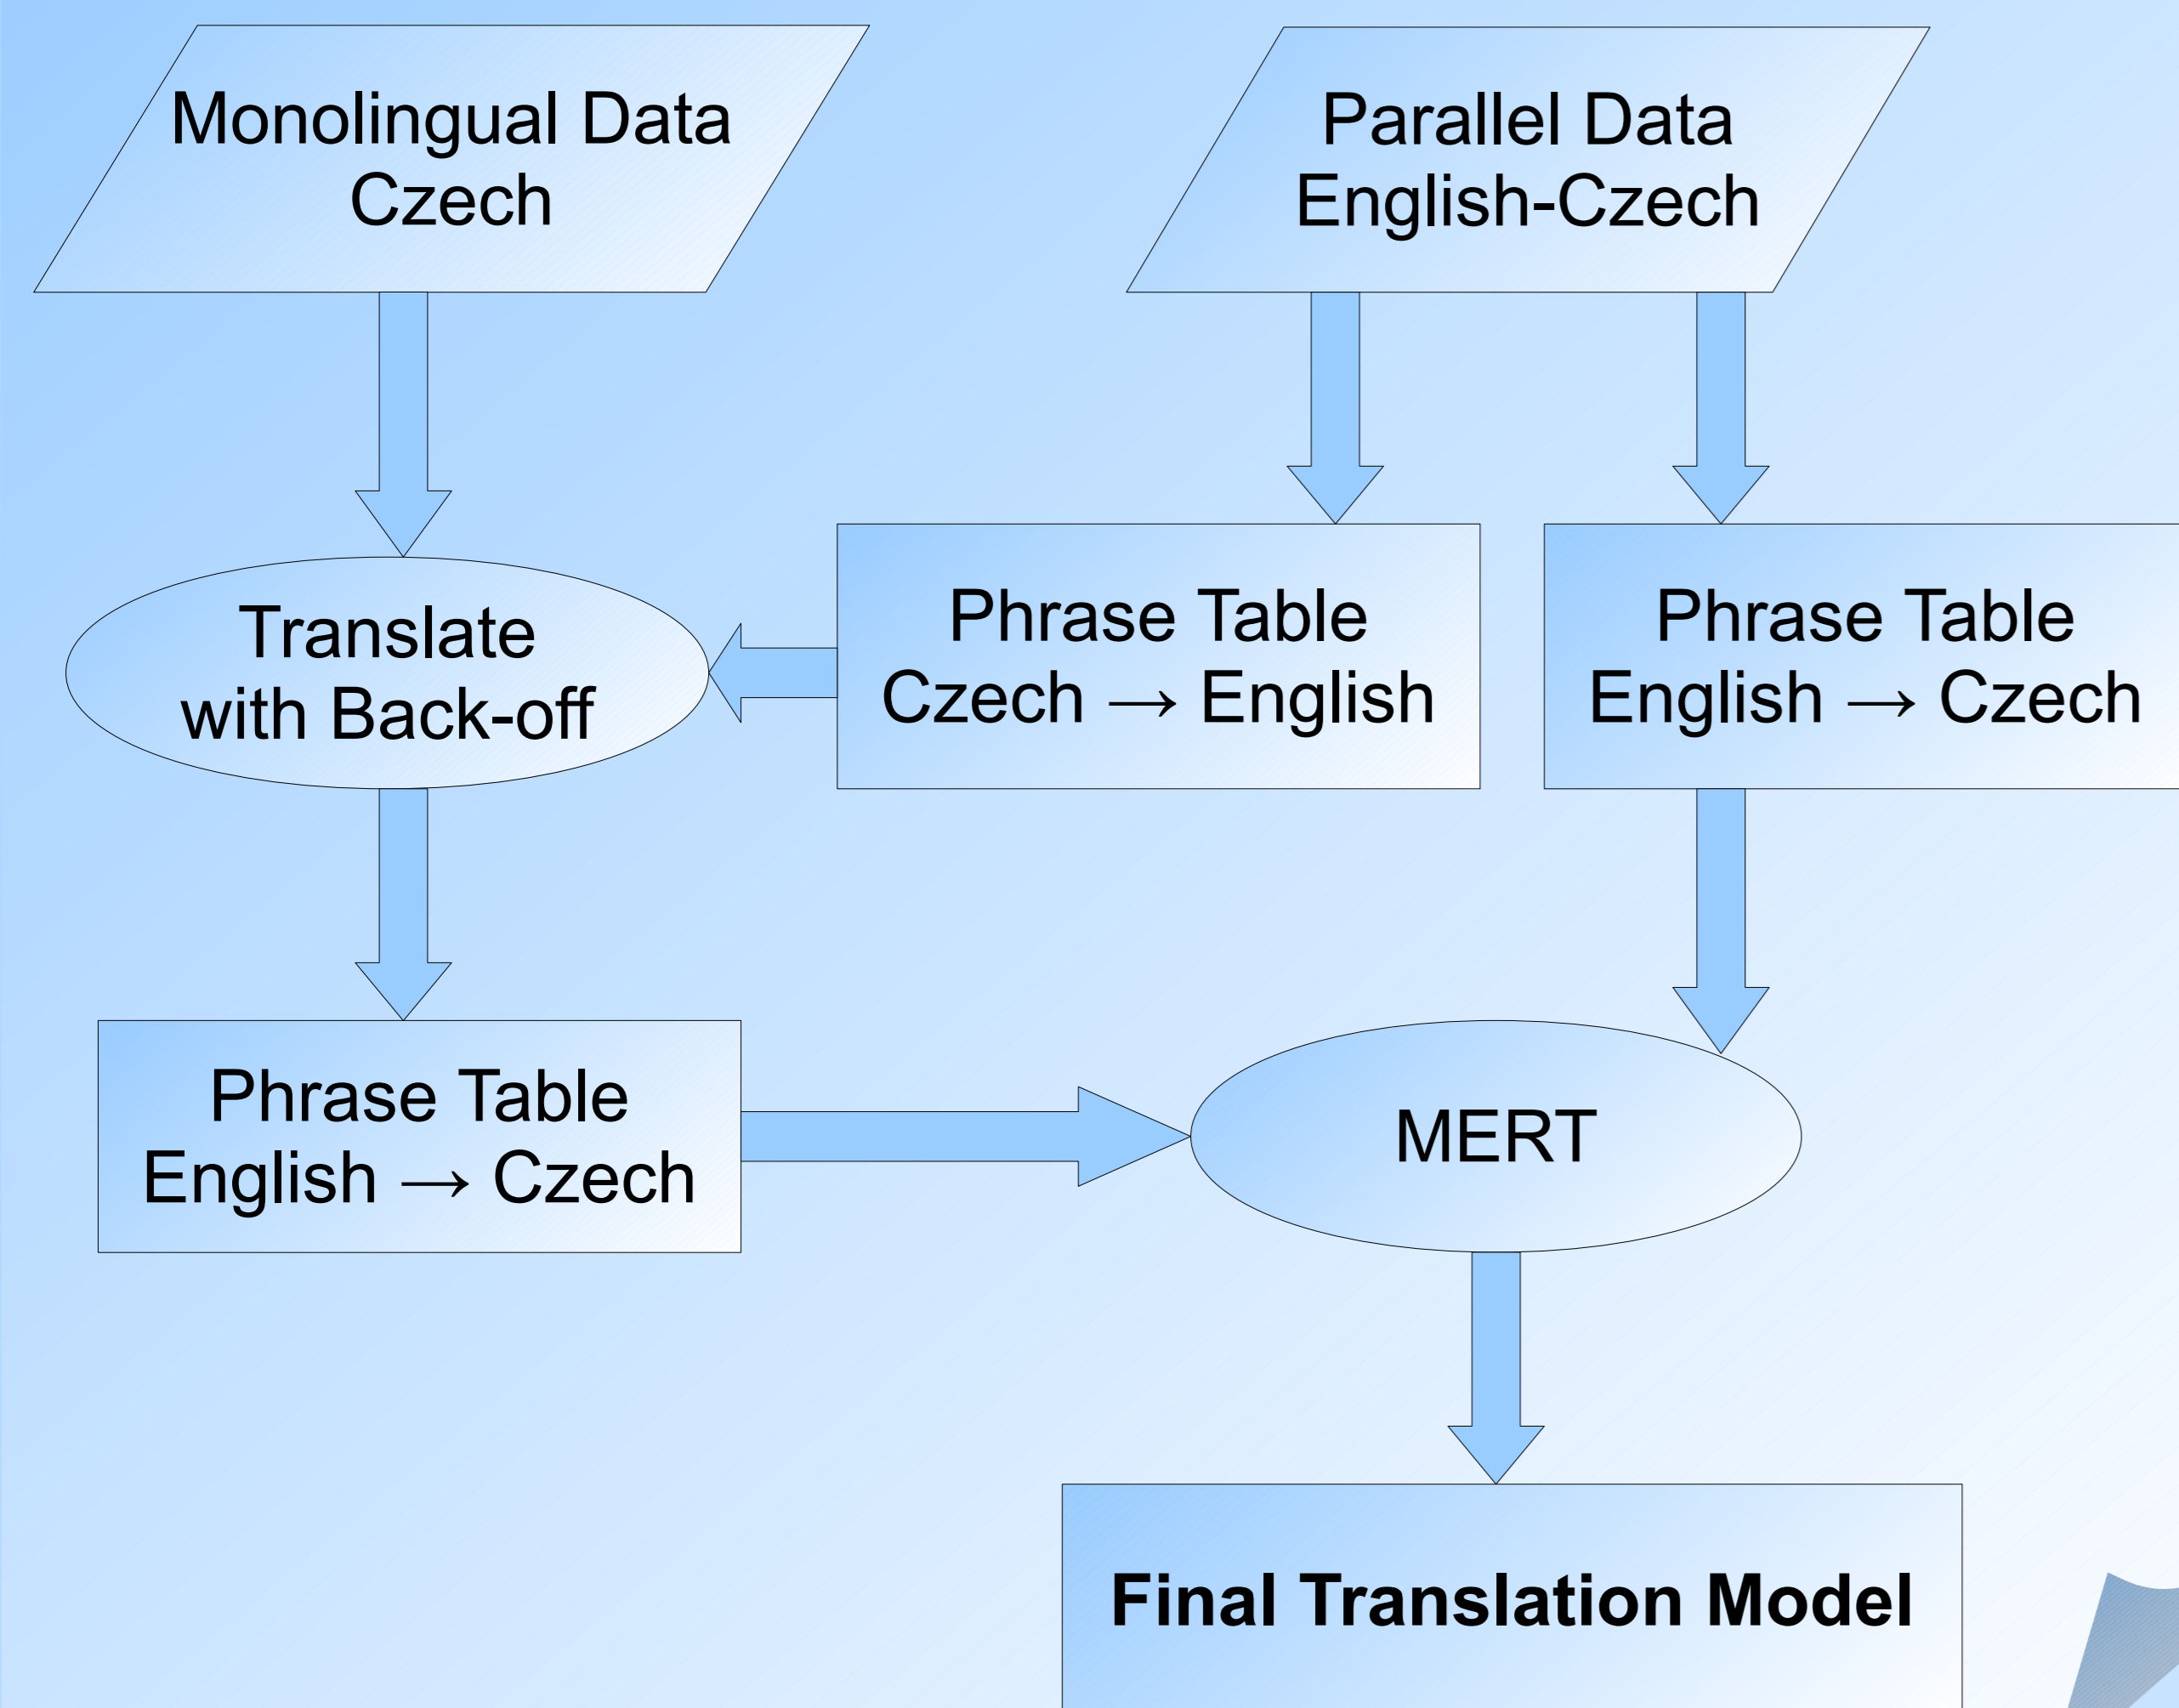 Monolingual Data
Czech
Parallel Data
English-Czech
Translate
with Back-off
Phrase Table
Czech → English
Phrase Table
English → Czech
Phrase Table
English → Czech
MERT
Final Translation Model